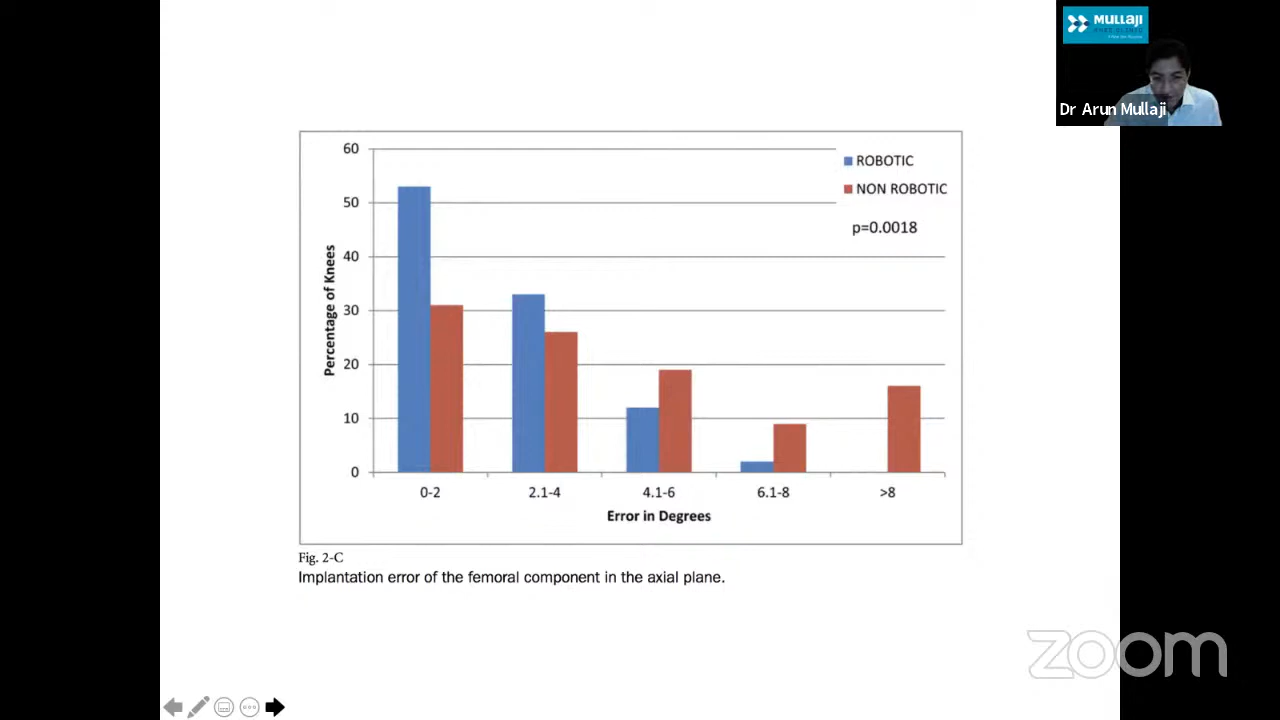 MULLAJI
Dr Arun Mullaji
60
50
40
30
20
10
0
Percentage of Knees
ROBOTIC
NON ROBOTIC
p=0.0018
0-2
2.1-4
4.1-6
6.1-8
>8
Error in Degrees
Fig. 2-C
Implantation error of the femoral component in the axial plane.
zoom